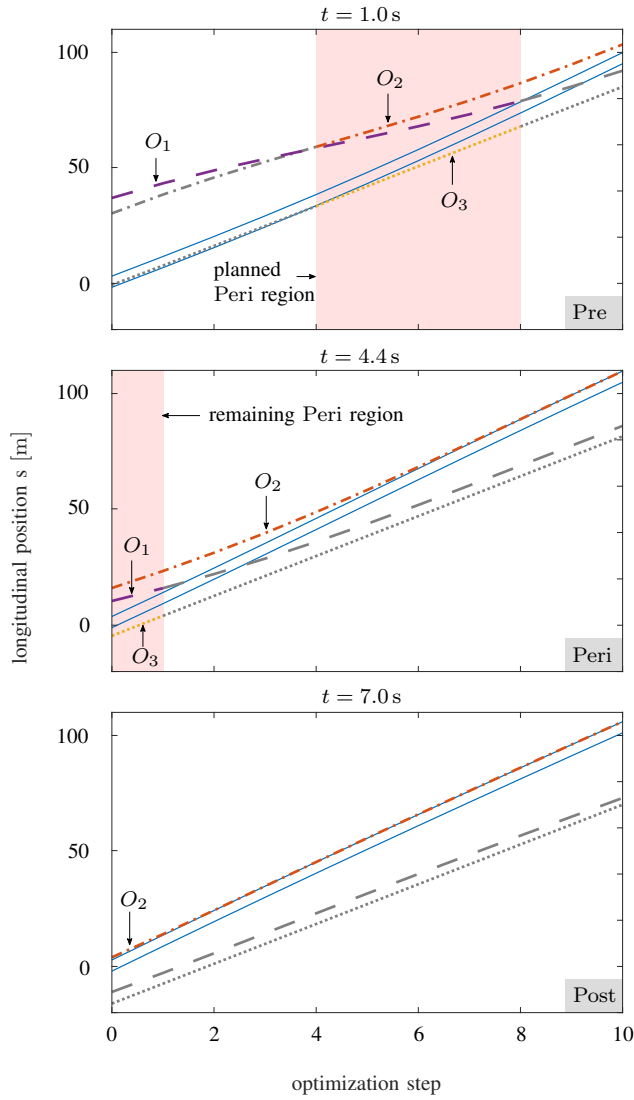 t = 1.0 s
100
50
0
O1
O2
O3
planned
Peri region
Pre
t = 4.4 s
100
50
0
remaining Peri region
O2
O1
O3
Peri
longitudinal position s [m]
t = 7.0 s
100
50
0
O2
Post
0 2 4 6 8 10
optimization step